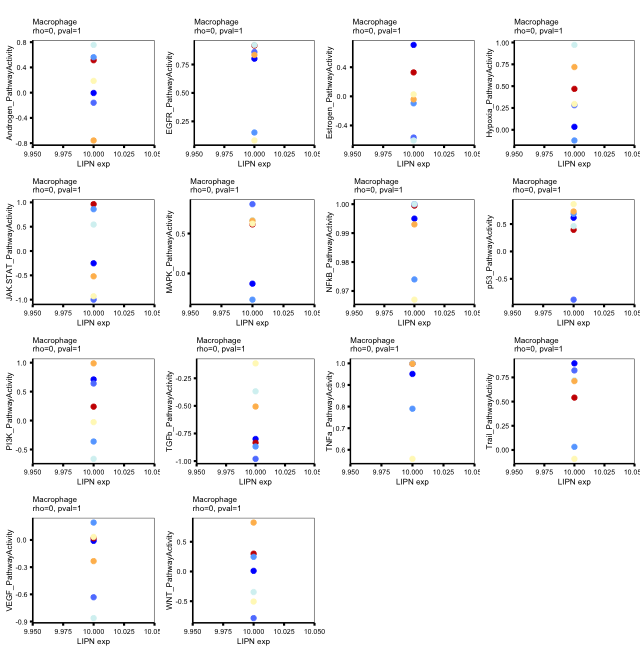 Macrophage
rho=0, pval=1
Androgen_PathwayActivity
0.8
0.4
0.0
-0.4
-0.8
9.950 9.975 10.000 10.025 10.05
LIPN exp
Macrophage
rho=0, pval=1
EGFR_PathwayActivity
0.75
0.50
0.25
9.950 9.975 10.000 10.025 10.050
LIPN exp
Macrophage
rho=0, pval=1
Estrogen_PathwayActivity
0.4
0.0
-0.4
9.950 9.975 10.000 10.025 10.05
LIPN exp
Macrophage
rho=0, pval=1
Hypoxia_PathwayActivity
1.00
0.75
0.50
0.25
0.00
9.950 9.975 10.000 10.025 10.05
LIPN exp
Macrophage
rho=0, pval=1
JAK.STAT_PathwayActivity
1.0
0.5
0.0
-0.5
-1.0
9.950 9.975 10.000 10.025 10.05
LIPN exp
Macrophage
rho=0, pval=1
MAPK_PathwayActivity
0.5
0.0
9.950 9.975 10.000 10.025 10.050
LIPN exp
Macrophage
rho=0, pval=1
NFkB_PathwayActivity
1.00
0.99
0.98
0.97
9.950 9.975 10.000 10.025 10.05
LIPN exp
Macrophage
rho=0, pval=1
p53_PathwayActivity
0.5
0.0
-0.5
9.950 9.975 10.000 10.025 10.05
LIPN exp
Macrophage
rho=0, pval=1
PI3K_PathwayActivity
1.0
0.5
0.0
-0.5
9.950 9.975 10.000 10.025 10.05
LIPN exp
Macrophage
rho=0, pval=1
TGFb_PathwayActivity
-0.25
-0.50
-0.75
-1.00
9.950 9.975 10.000 10.025 10.05
LIPN exp
Macrophage
rho=0, pval=1
TNFa_PathwayActivity
1.0
0.9
0.8
0.7
0.6
9.950 9.975 10.000 10.025 10.05
LIPN exp
Macrophage
rho=0, pval=1
Trail_PathwayActivity
0.75
0.50
0.25
0.00
9.950 9.975 10.000 10.025 10.05
LIPN exp
Macrophage
rho=0, pval=1
VEGF_PathwayActivity
0.0
-0.3
-0.6
-0.9
9.950 9.975 10.000 10.025 10.05
LIPN exp
Macrophage
rho=0, pval=1
WNT_PathwayActivity
0.5
0.0
-0.5
9.950 9.975 10.000 10.025 10.050
LIPN exp